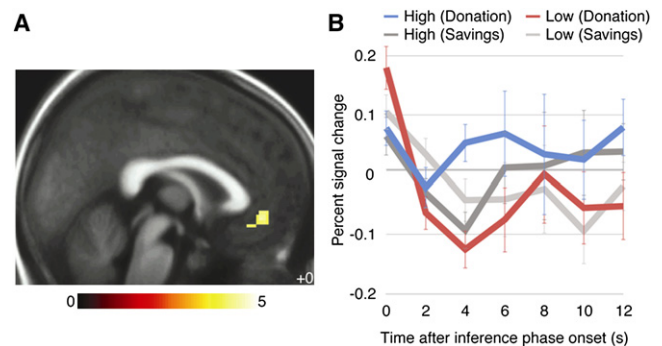 A
+0
0 5
B
High (Donation) Low (Donation)
High (Savings) Low (Savings)
Percent signal change
0.2
0.1
0
-0.1
-0.2
0 2 4 6 8 10 12
Time after inference phase onset (s)